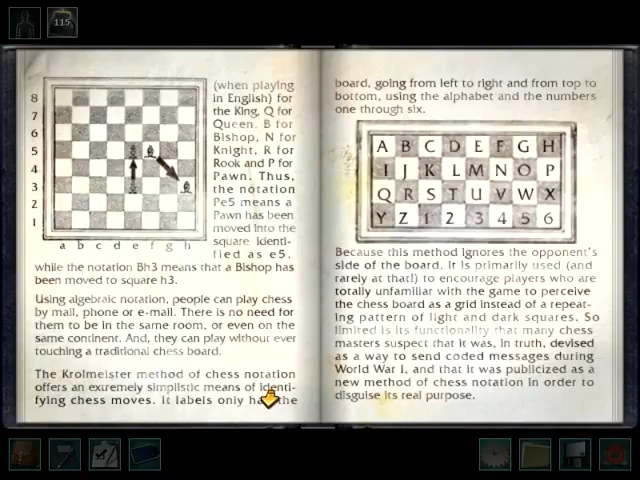 115
8
7
6
5
4
3
2
1
a b c d e f g h
(when playing
in English) for
the King, Q for
Queen. B for
Bishop, N for
Knight, R for
Rook and P for
Pawn. Thus,
the notation
Pe5 means a
Pawn has been
moved into the
square identi-
fied as e5,
while the notation Bh3 means that a Bishop has
been moved to square h3.
Using algebraic notation, people can play chess
by mail, phone or e-mail. There is no need for
them to be in the same room, or even on the
same continent. And, they can play without ever
touching a traditional chess board.
The Krolmeister method of chess notation
offers an extremely simplistic means of identi-
fying chess moves. It labels only half the
board, going from left to right and from top to
bottom, using the alphabet and the numbers
one through six.
A B C D E F G H
I J K L M N O P
Q R S T U V W X
Y Z 1 2 3 4 5 6
Because this method ignores the opponent's
side of the board. It is primarily used (and
rarely at that!) to encourage players who are
totally unfamiliar with the game to perceive
the chess board as a grid instead of a repeat-
ing pattern of light and dark squares. So
limited is its functionality that many chess
masters suspect that it was, in truth, devised
as a way to send coded messages during
World War I, and that it was publicized as a
new method of chess notation in order to
disguise its real purpose.